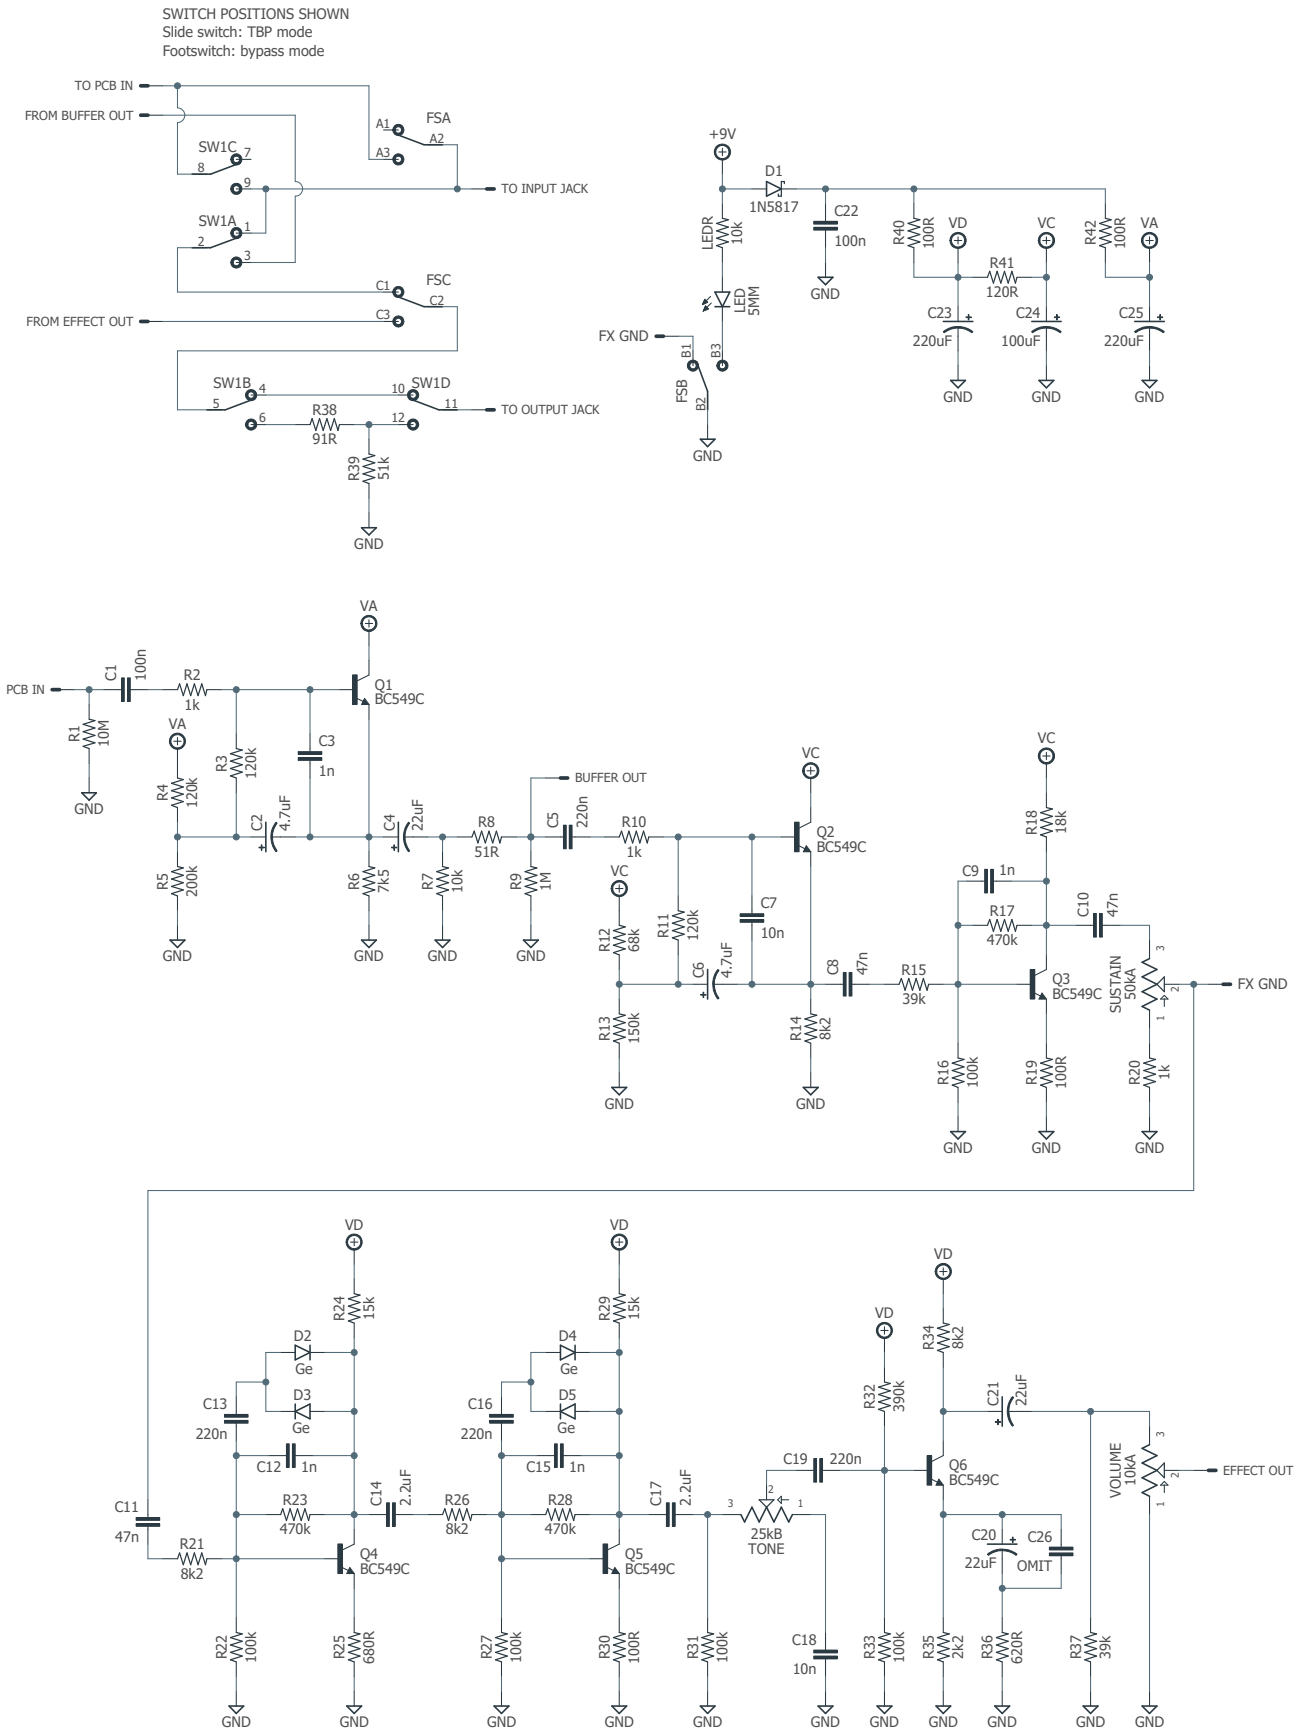 SWITCH POSITIONS SHOWN
Slide switch: TBP mode
Footswitch: bypass mode
TO PCB IN
FROM BUFFER OUT
FSA
A1
A2
A3
SW1C
7
8
9
TO INPUT JACK
SW1A
1
2
3
FSC
C1
C2
C3
FROM EFFECT OUT
SW1B
4
5
6
R38
91R
10
SW1D
11
12
TO OUTPUT JACK
R39
51k
GND
+9V
D1
1N5817
LEDR
10k
C22
100n
GND
LED
5MM
FX GND
B1
B3
FSB
B2
GND
R40
100R
VD
R41
120R
VC
R42
100R
VA
C23
220uF
C24
100uF
C25
220uF
GND
GND
GND
PCB IN
R1
10M
GND
C1
100n
R2
1k
VA
R4
120k
R3
120k
C3
1n
VA
Q1
BC549C
C2
4.7uF
C4
22uF
R5
200k
GND
R6
7k5
GND
R7
10k
GND
R8
51R
BUFFER OUT
R9
1M
GND
C5
220n
R10
1k
VC
R12
68k
R11
120k
C7
10n
VC
Q2
BC549C
C6
4.7uF
C8
47n
R13
150k
GND
R14
8k2
GND
R15
39k
VC
R18
18k
C9
1n
R17
470k
C10
47n
Q3
BC549C
SUSTAIN
50kA
3
2
1
FX GND
R16
100k
GND
R19
100R
GND
R20
1k
GND
VD
R24
15k
D2
Ge
D3
Ge
C13
220n
C12
1n
R23
470k
C11
47n
R21
8k2
Q4
BC549C
R22
100k
GND
R25
680R
GND
C14
2.2uF
R26
8k2
VD
R29
15k
D4
Ge
D5
Ge
C16
220n
C15
1n
R28
470k
Q5
BC549C
R27
100k
GND
R30
100R
GND
C17
2.2uF
R31
100k
GND
3
2
1
25kB
TONE
C18
10n
GND
C19
220n
VD
R32
390k
R33
100k
GND
VD
R34
8k2
Q6
BC549C
C21
22uF
C20
22uF
C26
OMIT
R35
2k2
GND
R36
620R
GND
R37
39k
GND
VOLUME
10kA
3
2
1
GND
EFFECT OUT